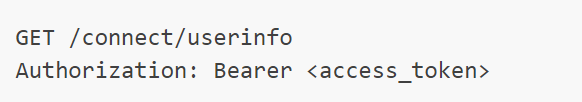 GET /connect/userinfo
Authorization: Bearer <access_token>